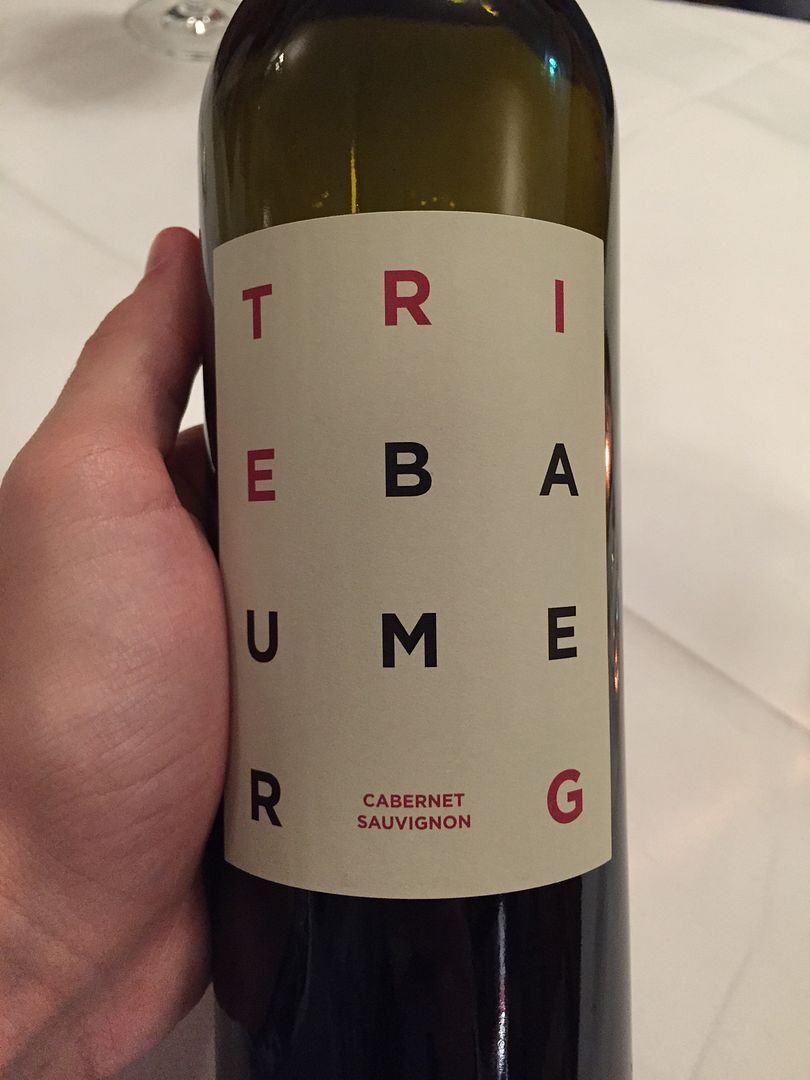 T R I
E B A
U M E
R CABERNET SAUVIGNON G